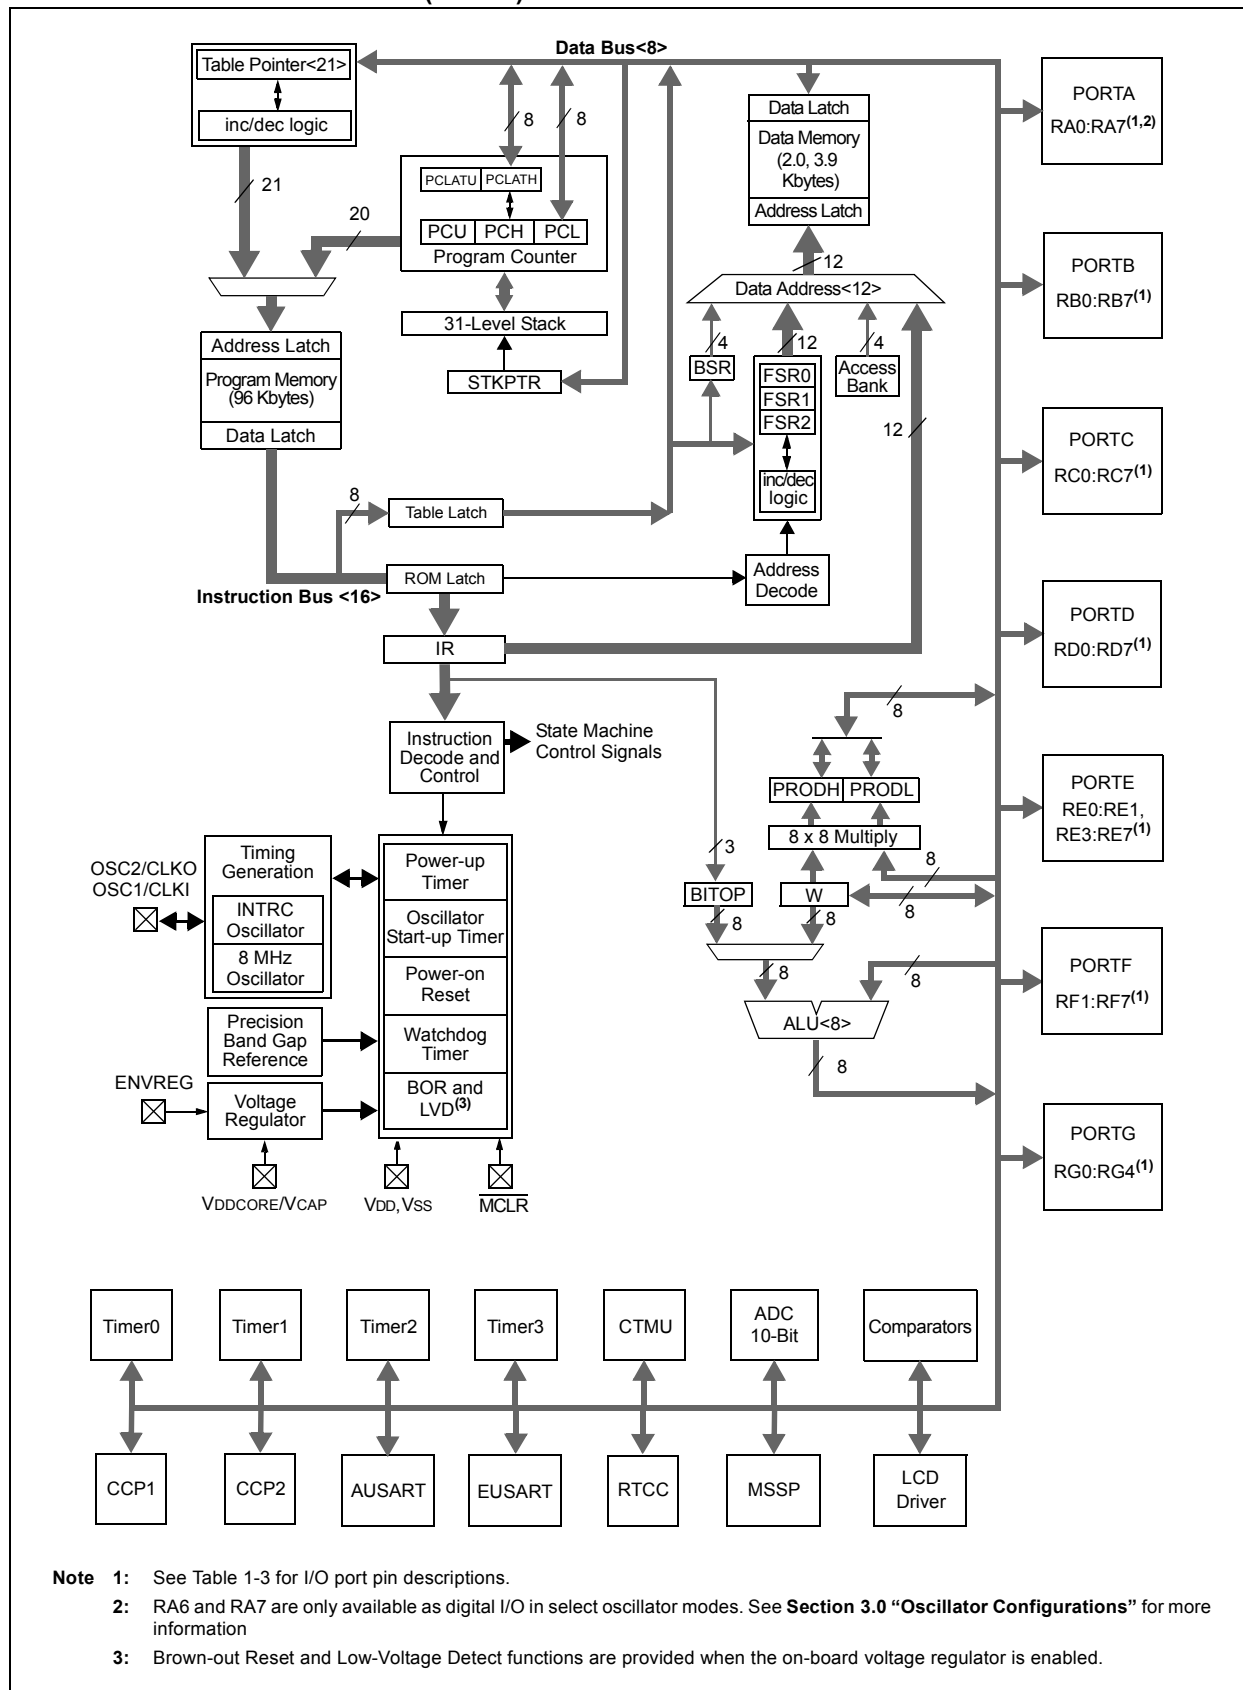 Data Bus<8>
Table Pointer<21>
inc/dec logic
21
20
8
8
PCLATU PCLATH
PCU PCH PCL
Program Counter
31-Level Stack
STKPTR
Data Latch
Data Memory
(2.0, 3.9
Kbytes)
Address Latch
12
Data Address<12>
4
12
4
BSR
FSR0
FSR1
FSR2
inc/dec
logic
Access
Bank
12
Address
Decode
Address Latch
Program Memory
(96 Kbytes)
Data Latch
8
Table Latch
ROM Latch
Instruction Bus <16>
IR
Instruction
Decode and
Control
State Machine
Control Signals
8
PRODH PRODL
8 x 8 Multiply
3
8
BITOP
W
8
8
8
8
8
ALU<8>
8
OSC2/CLKO
OSC1/CLKI
Timing
Generation
INTRC
Oscillator
8 MHz
Oscillator
Precision
Band Gap
Reference
ENVREG
Voltage
Regulator
Power-up
Timer
Oscillator
Start-up Timer
Power-on
Reset
Watchdog
Timer
BOR and
LVD(3)
VDDCORE/VCAP
VDD, VSS
MCLR
PORTA
RA0:RA7(1,2)
PORTB
RB0:RB7(1)
PORTC
RC0:RC7(1)
PORTD
RD0:RD7(1)
PORTE
RE0:RE1,
RE3:RE7(1)
PORTF
RF1:RF7(1)
PORTG
RG0:RG4(1)
Timer0
Timer1
Timer2
Timer3
CTMU
ADC
10-Bit
Comparators
CCP1
CCP2
AUSART
EUSART
RTCC
MSSP
LCD
Driver
Note 1: See Table 1-3 for I/O port pin descriptions.
2: RA6 and RA7 are only available as digital I/O in select oscillator modes. See Section 3.0 “Oscillator Configurations” for more
information
3: Brown-out Reset and Low-Voltage Detect functions are provided when the on-board voltage regulator is enabled.